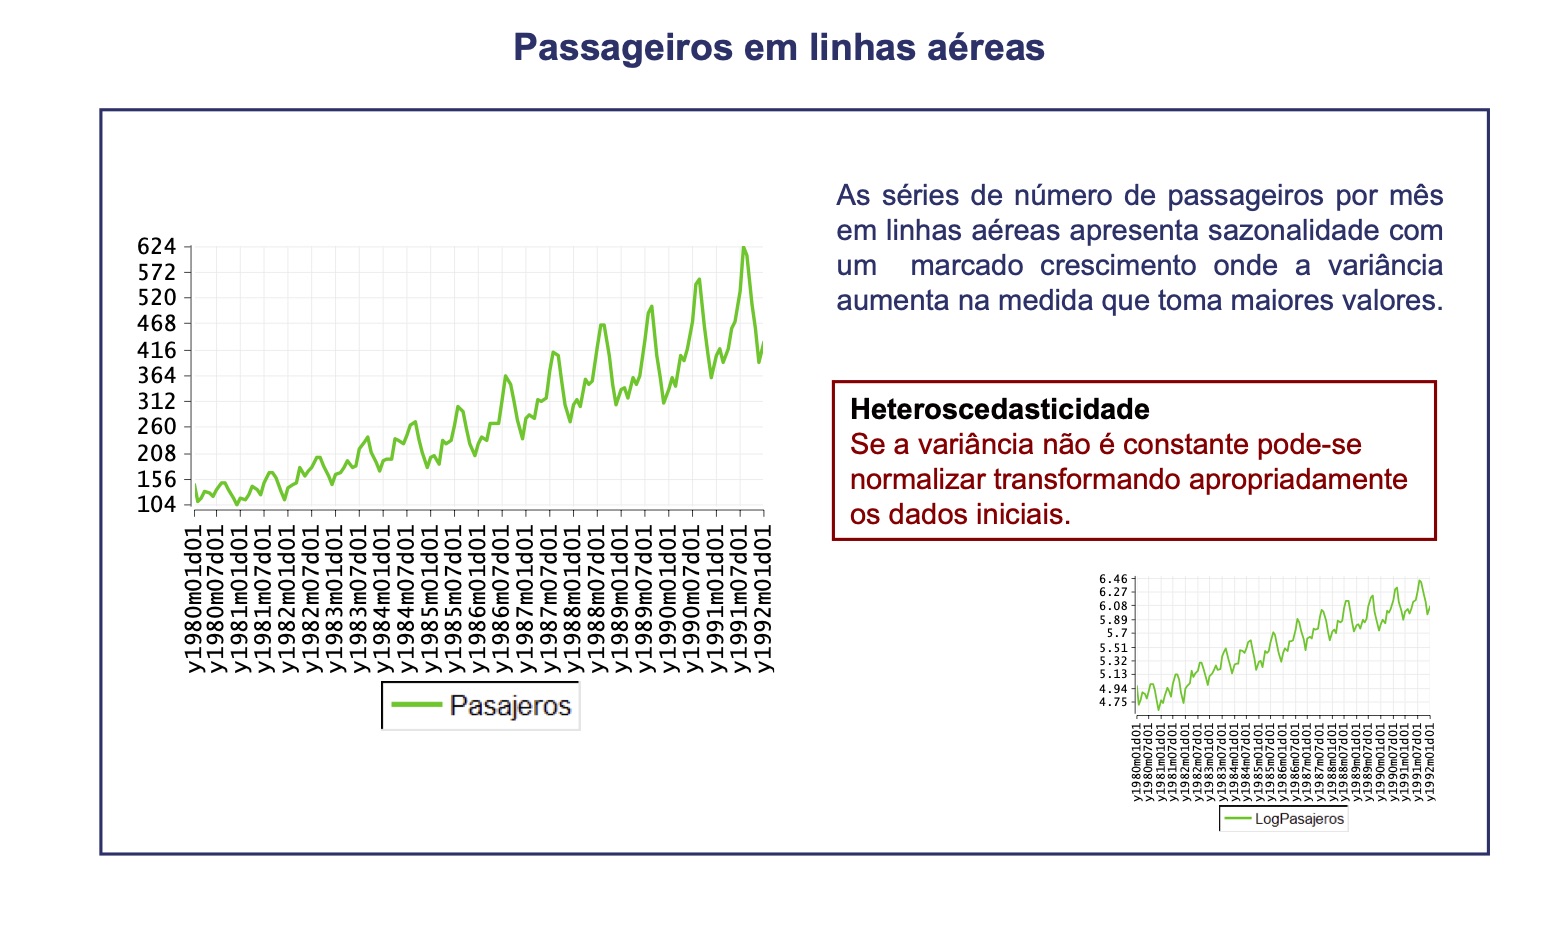 Passageiros em linhas aéreas
As séries de número de passageiros por mês
em linhas aéreas apresenta sazonalidade com
um marcado crescimento onde a variância
aumenta na medida que toma maiores valores.
624
572
520
468
416
364
312
260
208
156
104
y1980m01d01
y1980m07d01
y1981m01d01
y1981m07d01
y1982m01d01
y1982m07d01
y1983m01d01
y1983m07d01
y1984m01d01
y1984m07d01
y1985m01d01
y1985m07d01
y1986m01d01
y1986m07d01
y1987m01d01
y1987m07d01
y1988m01d01
y1988m07d01
y1989m01d01
y1989m07d01
y1990m01d01
y1990m07d01
y1991m01d01
y1991m07d01
y1992m01d01
Pasajeros
Heteroscedasticidade
Se a variância não é constante pode-se
normalizar transformando apropriadamente
os dados iniciais.
6.46
6.27
6.08
5.89
5.7
5.51
5.32
5.13
4.94
4.75
y1980m01d01
y1980m07d01
y1981m01d01
y1981m07d01
y1982m01d01
y1982m07d01
y1983m01d01
y1983m07d01
y1984m01d01
y1984m07d01
y1985m01d01
y1985m07d01
y1986m01d01
y1986m07d01
y1987m01d01
y1987m07d01
y1988m01d01
y1988m07d01
y1989m01d01
y1989m07d01
y1990m01d01
y1990m07d01
y1991m01d01
y1991m07d01
y1992m01d01
LogPasajeros